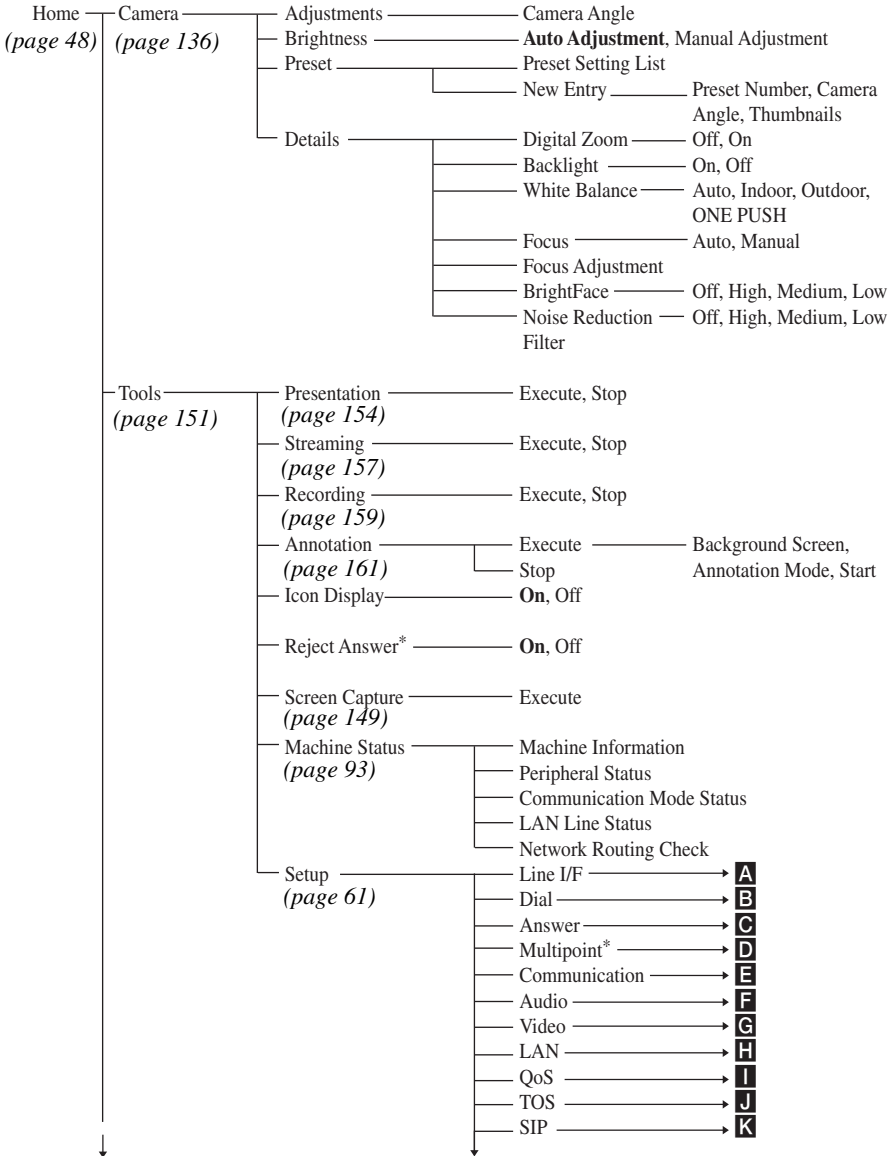 Home Camera Adjustments Camera Angle
(page 48) (page 136) Brightness Auto Adjustment, Manual Adjustment
Preset Preset Setting List
New Entry Preset Number, Camera
Angle, Thumbnails
Details Digital Zoom Off, On
Backlight On, Off
White Balance Auto, Indoor, Outdoor,
ONE PUSH
Focus Auto, Manual
Focus Adjustment
BrightFace Off, High, Medium, Low
Noise Reduction Off, High, Medium, Low
Filter
Tools Presentation Execute, Stop
(page 151) (page 154)
Streaming Execute, Stop
(page 157)
Recording Execute, Stop
(page 159)
Annotation Execute Background Screen,
(page 161) Stop Annotation Mode, Start
Icon Display On, Off
Reject Answer* On, Off
Screen Capture Execute
(page 149)
Machine Status Machine Information
(page 93) Peripheral Status
Communication Mode Status
LAN Line Status
Network Routing Check
Setup Line I/F A
(page 61) Dial B
Answer C
Multipoint* D
Communication E
Audio F
Video G
LAN H
QoS I
TOS J
SIP K